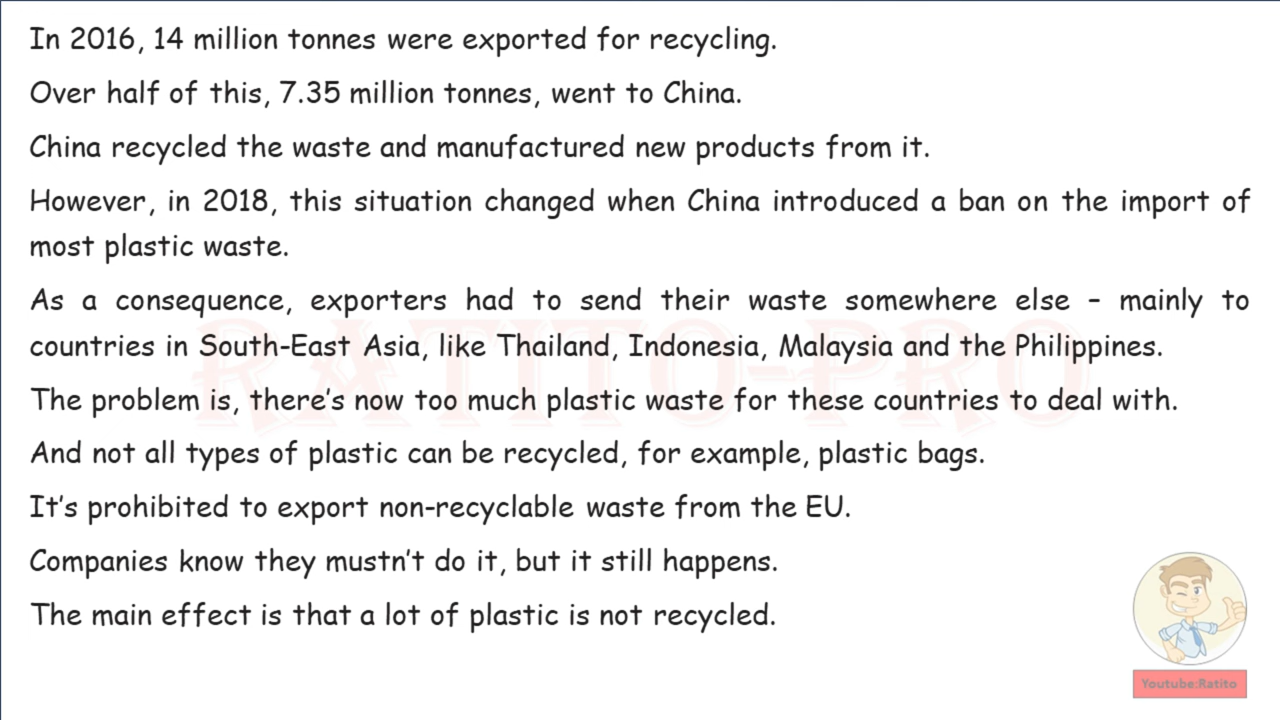 In 2016, 14 million tonnes were exported for recycling.
Over half of this, 7.35 million tonnes, went to China.
China recycled the waste and manufactured new products from it.
However, in 2018, this situation changed when China introduced a ban on the import of
most plastic waste.
As a consequence, exporters had to send their waste somewhere else – mainly to
countries in South-East Asia, like Thailand, Indonesia, Malaysia and the Philippines.
RATITO-PRO
The problem is, there's now too much plastic waste for these countries to deal with.
And not all types of plastic can be recycled, for example, plastic bags.
It's prohibited to export non-recyclable waste from the EU.
Companies know they mustn't do it, but it still happens.
The main effect is that a lot of plastic is not recycled.
Youtube:Ratito